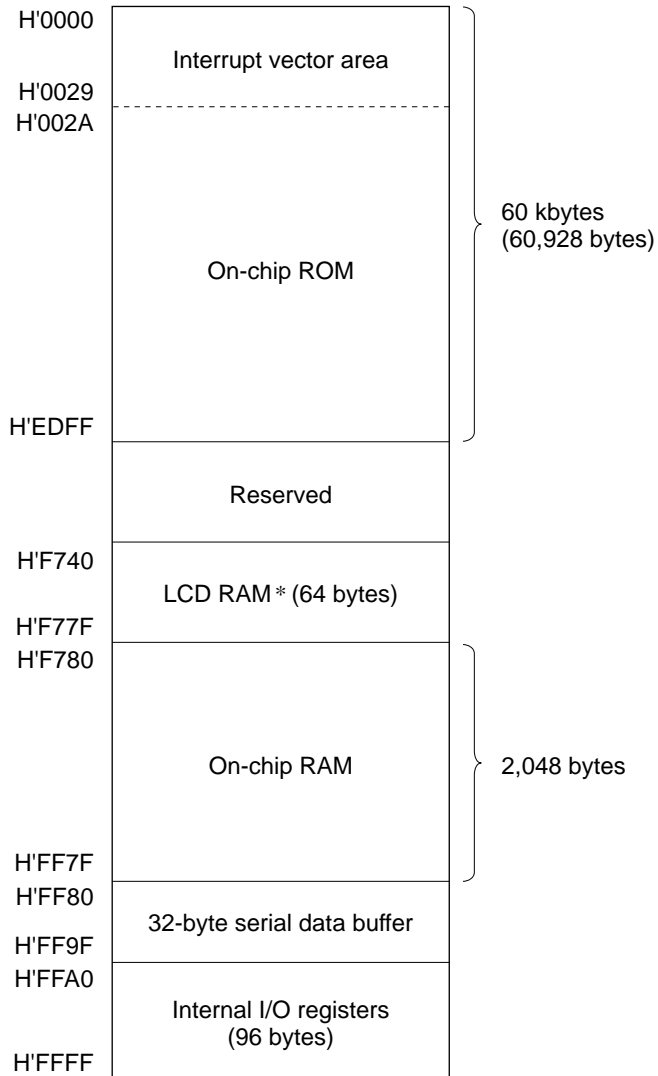 H'0000
Interrupt vector area
H'0029
H'002A
60 kbytes
(60,928 bytes)
On-chip ROM
H'EDFF
Reserved
H'F740
LCD RAM* (64 bytes)
H'F77F
H'F780
On-chip RAM
2,048 bytes
H'FF7F
H'FF80
32-byte serial data buffer
H'FF9F
H'FFA0
Internal I/O registers
(96 bytes)
H'FFFF